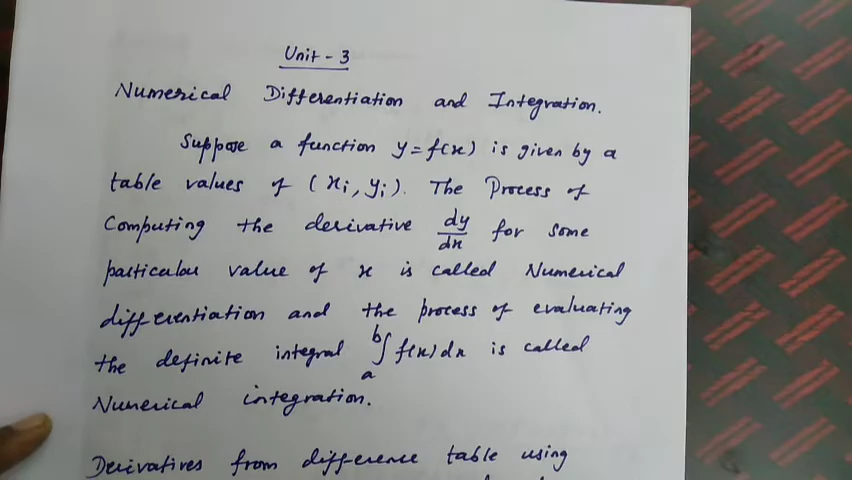 Unit - 3
Numerical Differentiation and Integration.
Suppose a function y = f(x) is given by a
table values of (xi, yi). The Process of
Computing the derivative dy/dx for some
particular value of x is called Numerical
differentiation and the process of evaluating
the definite integral ∫ₐᵇ f(x) dx is called
Numerical integration.
Derivatives from difference table using